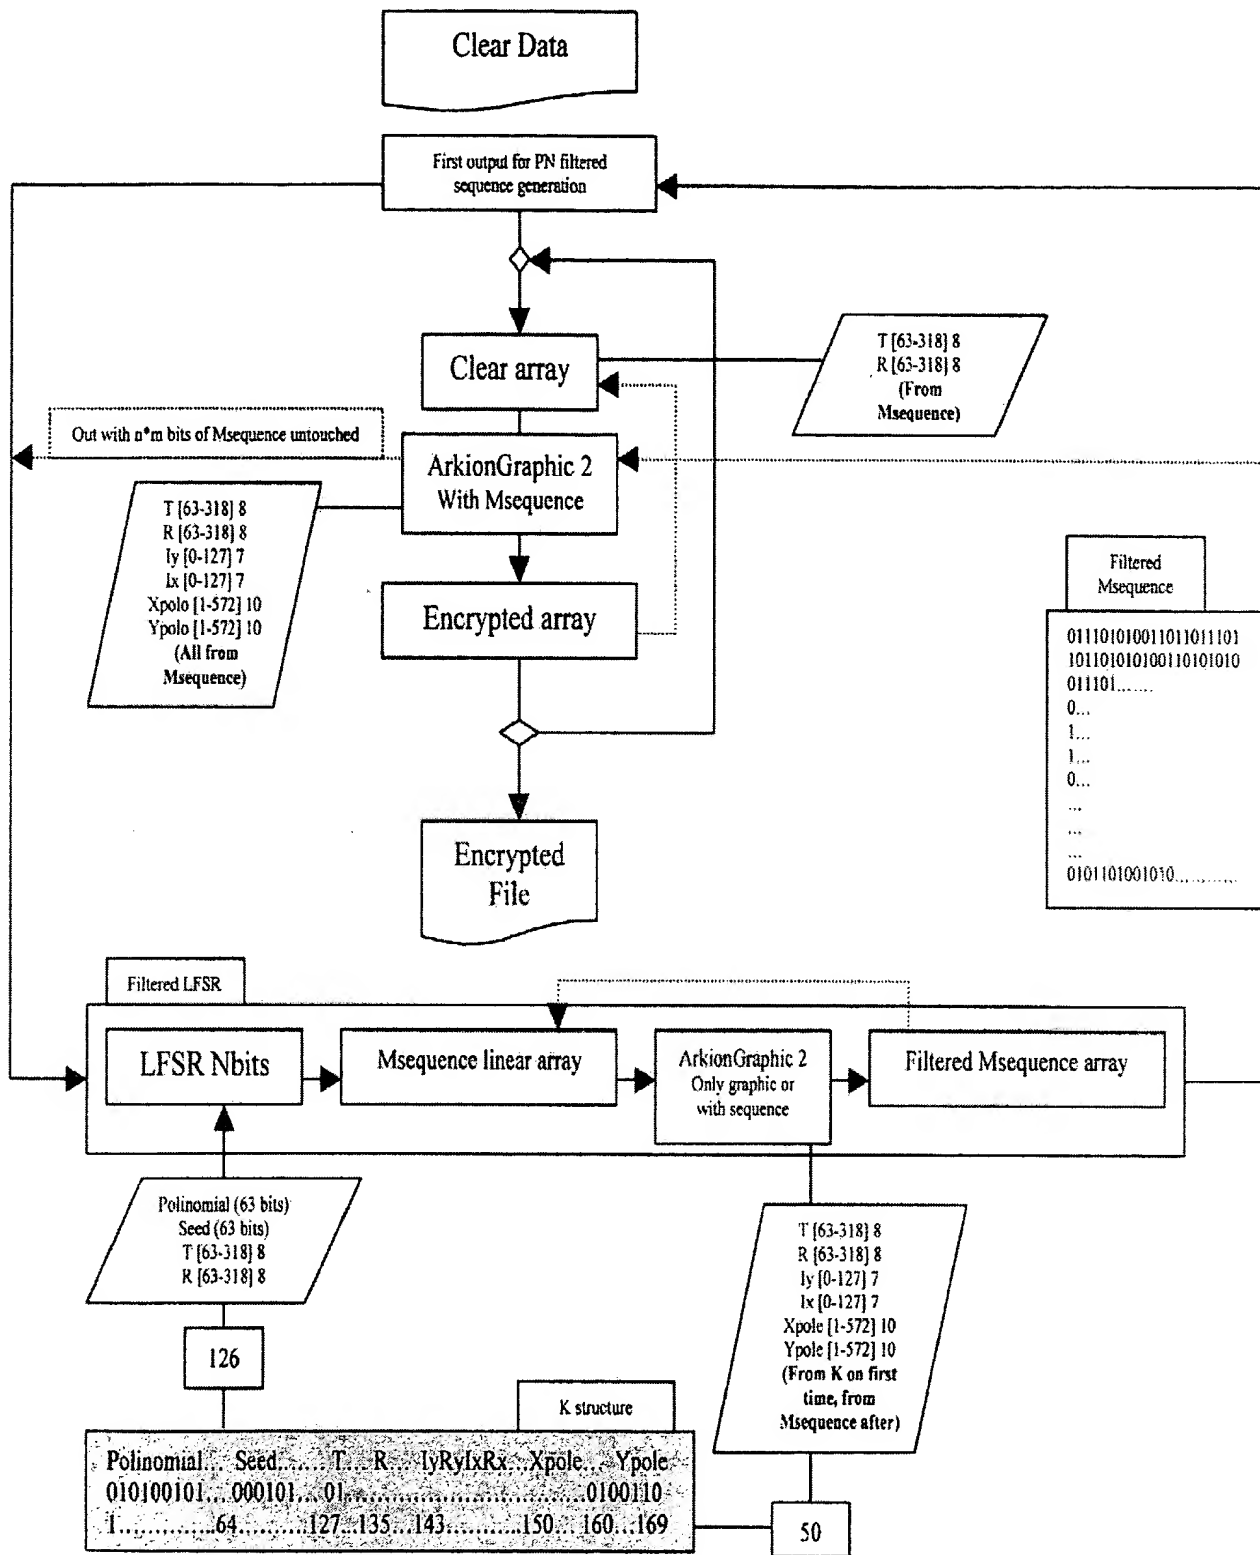 Clear Data
First output for PN filtered
sequence generation
Clear array
T [63-318] 8
R [63-318] 8
(From
Msequence)
Out with n*m bits of Msequence untouched
ArkionGraphic 2
With Msequence
T [63-318] 8
R [63-318] 8
Iy [0-127] 7
Ix [0-127] 7
Xpolo [1-572] 10
Ypolo [1-572] 10
(All from
Msequence)
Encrypted array
Filtered
Msequence
011101010011011011101
101101010100110101010
011101.......
0...
1...
1...
0...
...
...
...
0101101001010............
Encrypted
File
Filtered LFSR
LFSR Nbits
Msequence linear array
ArkionGraphic 2
Only graphic or
with sequence
Filtered Msequence array
Polinomial (63 bits)
Seed (63 bits)
T [63-318] 8
R [63-318] 8
T [63-318] 8
R [63-318] 8
Iy [0-127] 7
Ix [0-127] 7
Xpole [1-572] 10
Ypole [1-572] 10
(From K on first
time, from
Msequence after)
126
K structure
Polinomial... Seed....... T... R... IyRyIxRx...Xpole... Ypole
010100101... 000101... 01...............................0100110
1..............64..........127...135...143...........150... 160...169
50